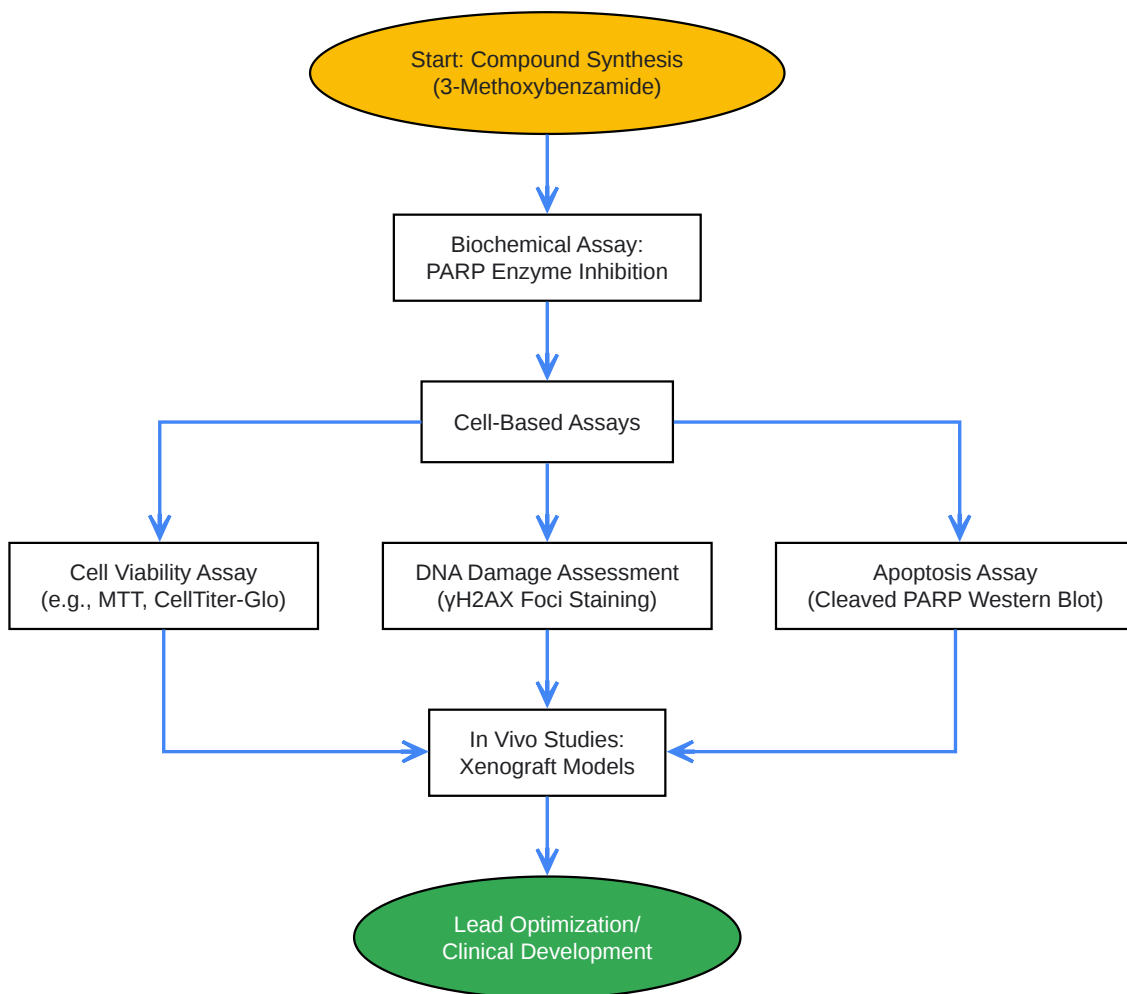 Start: Compound Synthesis
(3-Methoxybenzamide)
Biochemical Assay:
PARP Enzyme Inhibition
Cell-Based Assays
Cell Viability Assay
(e.g., MTT, CellTiter-Glo)
DNA Damage Assessment
(γH2AX Foci Staining)
Apoptosis Assay
(Cleaved PARP Western Blot)
In Vivo Studies:
Xenograft Models
Lead Optimization/
Clinical Development